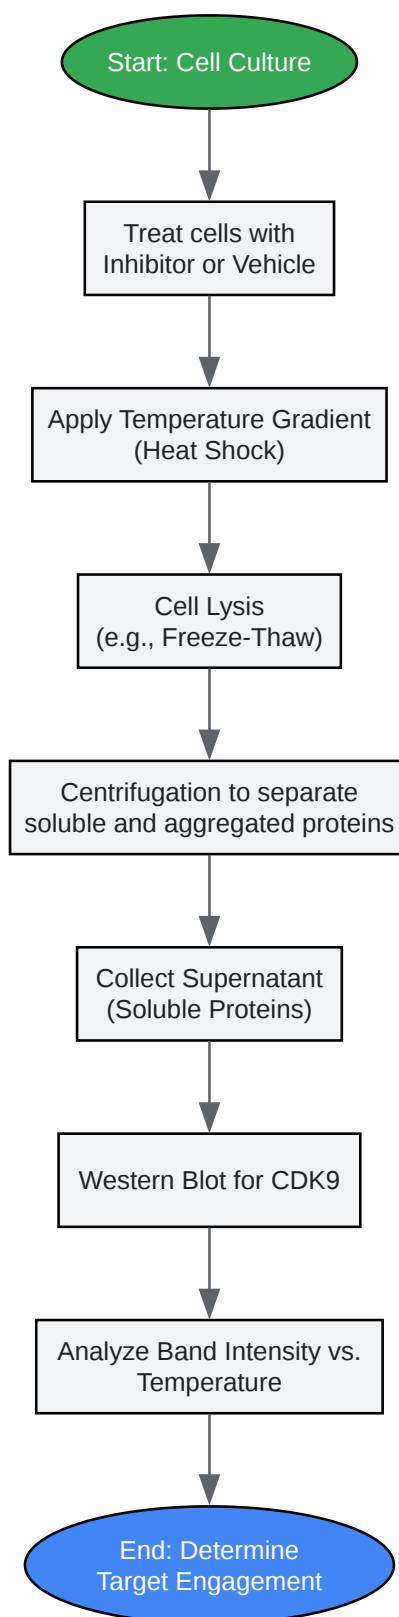 Start: Cell Culture
Treat cells with
Inhibitor or Vehicle
Apply Temperature Gradient
(Heat Shock)
Cell Lysis
(e.g., Freeze-Thaw)
Centrifugation to separate
soluble and aggregated proteins
Collect Supernatant
(Soluble Proteins)
Western Blot for CDK9
Analyze Band Intensity vs.
Temperature
End: Determine
Target Engagement